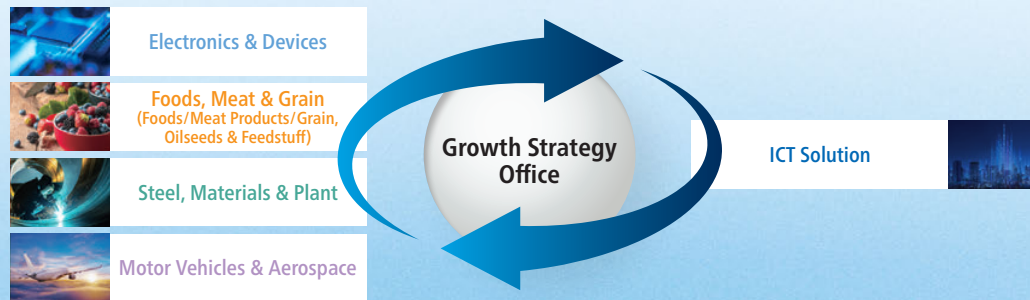 Electronics & Devices
Foods, Meat & Grain
(Foods/Meat Products/Grain,
Oilseeds & Feedstuff)
Steel, Materials & Plant
Motor Vehicles & Aerospace
Growth Strategy
Office
ICT Solution